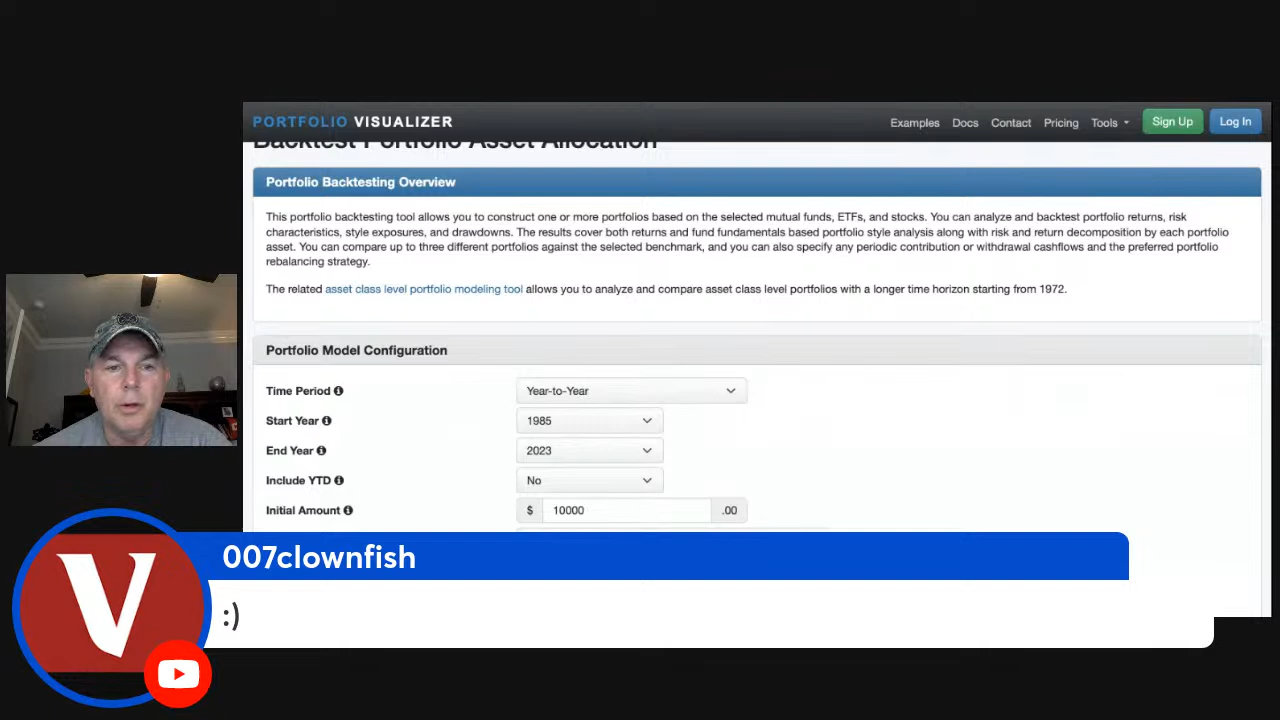 PORTFOLIO VISUALIZER
Examples Docs Contact Pricing Tools Sign Up Log In
Backtest Portfolio Asset Allocation
Portfolio Backtesting Overview
This portfolio backtesting tool allows you to construct one or more portfolios based on the selected mutual funds, ETFs, and stocks. You can analyze and backtest portfolio returns, risk
characteristics, style exposures, and drawdowns. The results cover both returns and fund fundamentals based portfolio style analysis along with risk and return decomposition by each portfolio
asset. You can compare up to three different portfolios against the selected benchmark, and you can also specify any periodic contribution or withdrawal cashflows and the preferred portfolio
rebalancing strategy.
The related asset class level portfolio modeling tool allows you to analyze and compare asset class level portfolios with a longer time horizon starting from 1972.
Portfolio Model Configuration
Time Period Year-to-Year
Start Year 1985
End Year 2023
Include YTD No
Initial Amount $ 10000 .00
007clownfish
:)
V